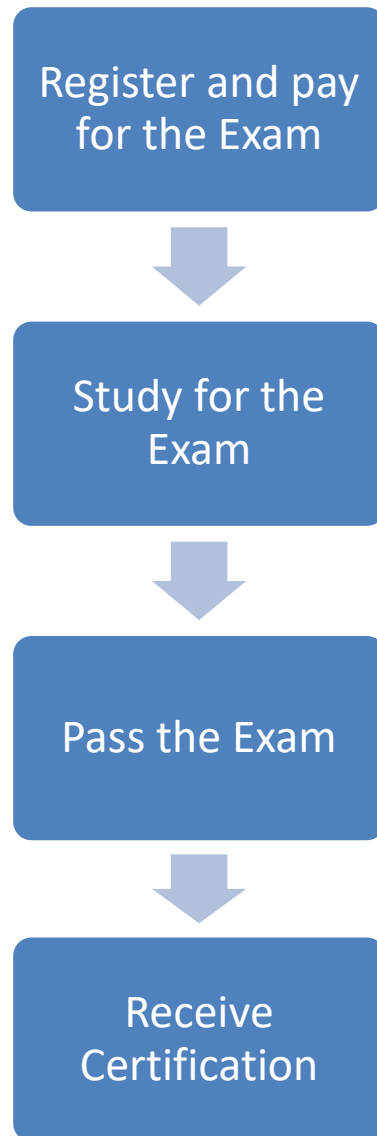 Register and pay
for the Exam
Study for the
Exam
Pass the Exam
Receive
Certification